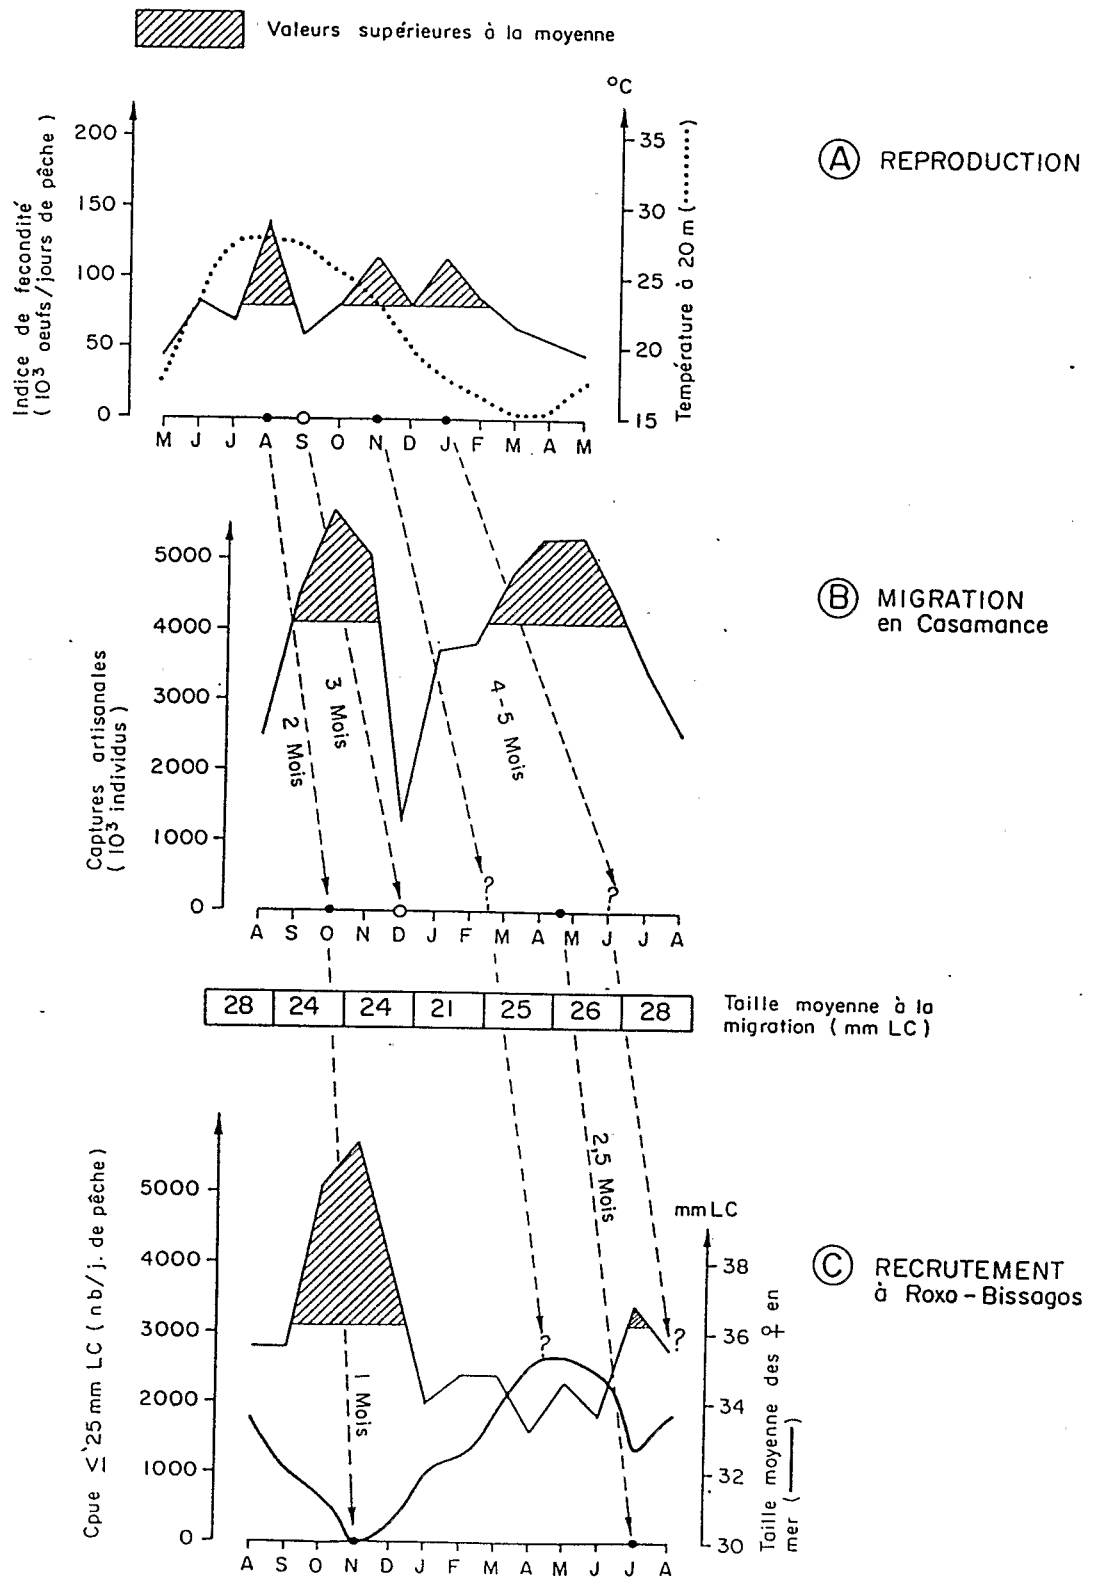 Valeurs supérieures à la moyenne
°C
Indice de fecondité
(10³ oeufs/jours de pêche)
200
150
100
50
0
35
30
25
20
15
Température à 20 m (........)
A REPRODUCTION
M J J A S O N D J F M A M
Captures artisanales
(10³ individus)
5000
4000
3000
2000
1000
0
2 Mois
3 Mois
4-5 Mois
? ?
B MIGRATION
en Casamance
A S O N D J F M A M J J A
28 24 24 21 25 26 28
Taille moyenne à la
migration (mm LC)
Cpue ≤ 25 mm LC (nb/j. de pêche)
5000
4000
3000
2000
1000
0
1 Mois
2,5 Mois
? ?
mm LC
38
36
34
32
30
Taille moyenne des ♀ en
mer (——)
C RECRUTEMENT
à Roxo-Bissagos
A S O N D J F M A M J J A